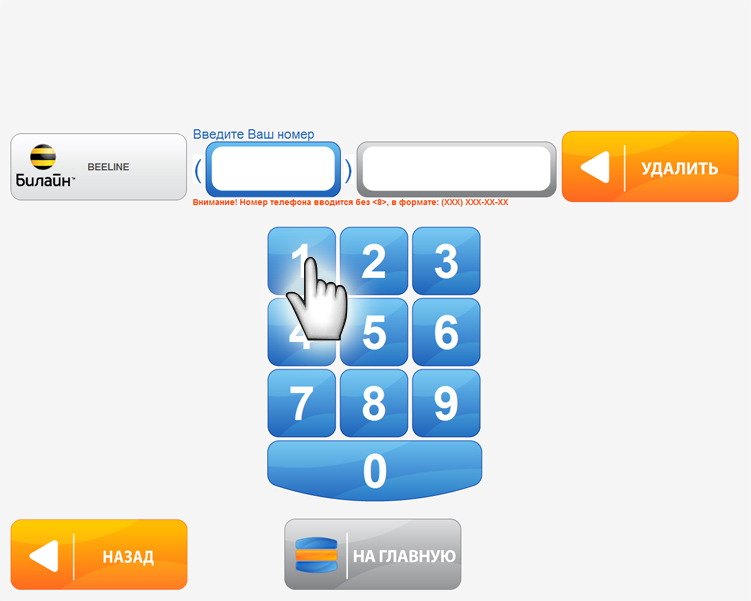 Введите Ваш номер
Билайн™
BEELINE
( )
УДАЛИТЬ
Внимание! Номер телефона вводится без <8>, в формате: (XXX) XXX-XX-XX
1 2 3
4 5 6
7 8 9
0
НАЗАД
НА ГЛАВНУЮ